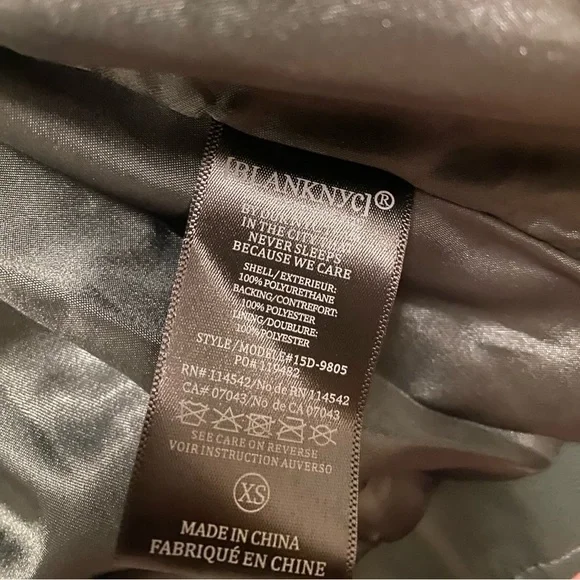 [BLANKNYC]®
IN THE CITY THAT
NEVER SLEEPS
BECAUSE WE CARE
SHELL/EXTERIEUR:
100% POLYURETHANE
BACKING/CONTREFORT:
100% POLYESTER
LINING/DOUBLURE:
100% POLYESTER
STYLE/MODELE#15D-9805
PO# 119482
RN# 114542/No de RN/114542
CA# 07043/No de CA 07043
SEE CARE ON REVERSE
VOIR INSTRUCTION AUVERSO
XS
MADE IN CHINA
FABRIQUÉ EN CHINE